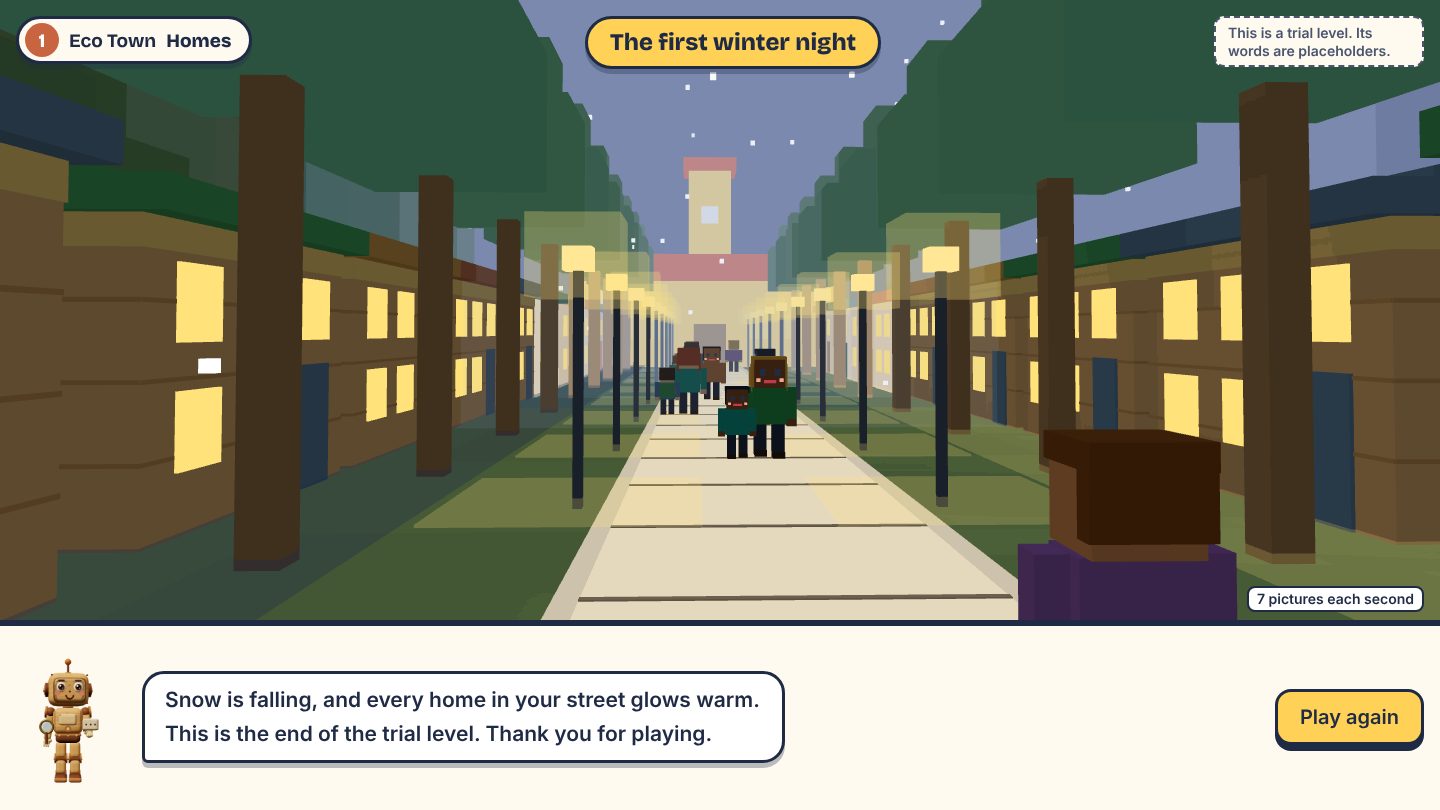 1 Eco Town Homes
The first winter night
This is a trial level. Its
words are placeholders.
7 pictures each second
Snow is falling, and every home in your street glows warm.
This is the end of the trial level. Thank you for playing.
Play again